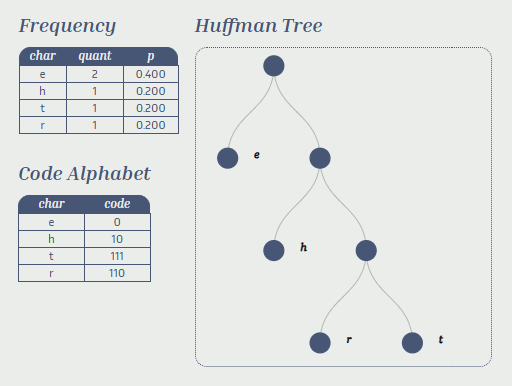 Frequency
char quant p
e 2 0.400
h 1 0.200
t 1 0.200
r 1 0.200
Code Alphabet
char code
e 0
h 10
t 111
r 110
Huffman Tree
e
h
r t